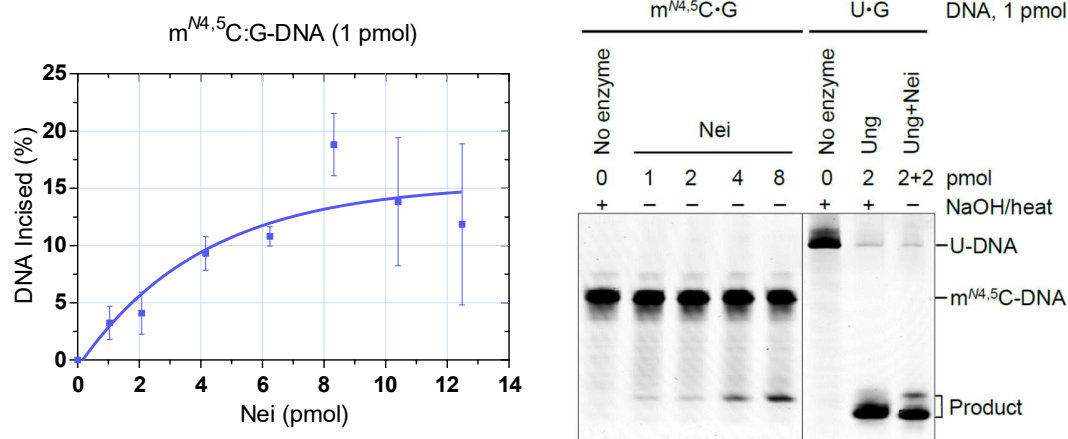 m^N4,5C:G-DNA (1 pmol)
25
20
15
10
5
0
DNA Incised (%)
0 2 4 6 8 10 12 14
Nei (pmol)
m^N4,5C•G U•G DNA, 1 pmol
No enzyme Nei No enzyme Ung Ung+Nei
0 1 2 4 8 0 2 2+2 pmol
+ − − − − + + − NaOH/heat
U-DNA
m^N4,5C-DNA
Product